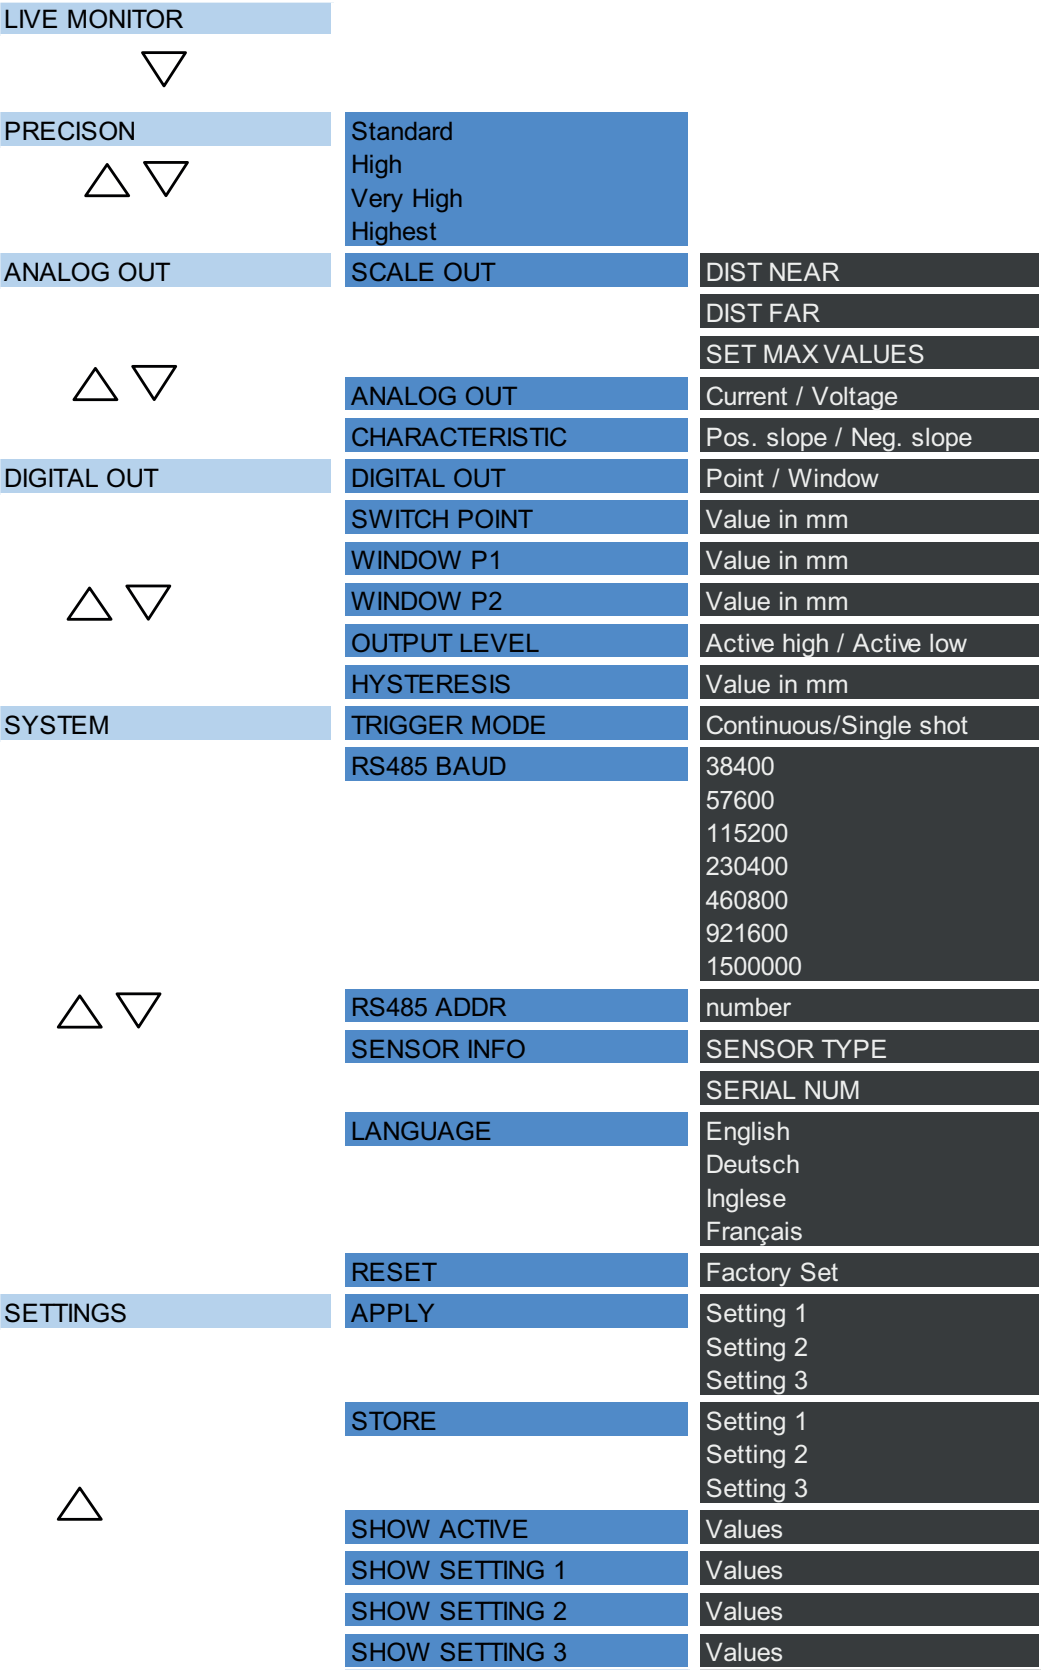 LIVE MONITOR
PRECISON Standard
High
Very High
Highest
ANALOG OUT SCALE OUT DIST NEAR
DIST FAR
SET MAX VALUES
ANALOG OUT Current / Voltage
CHARACTERISTIC Pos. slope / Neg. slope
DIGITAL OUT DIGITAL OUT Point / Window
SWITCH POINT Value in mm
WINDOW P1 Value in mm
WINDOW P2 Value in mm
OUTPUT LEVEL Active high / Active low
HYSTERESIS Value in mm
SYSTEM TRIGGER MODE Continuous/Single shot
RS485 BAUD 38400
57600
115200
230400
460800
921600
1500000
RS485 ADDR number
SENSOR INFO SENSOR TYPE
SERIAL NUM
LANGUAGE English
Deutsch
Inglese
Français
RESET Factory Set
SETTINGS APPLY Setting 1
Setting 2
Setting 3
STORE Setting 1
Setting 2
Setting 3
SHOW ACTIVE Values
SHOW SETTING 1 Values
SHOW SETTING 2 Values
SHOW SETTING 3 Values